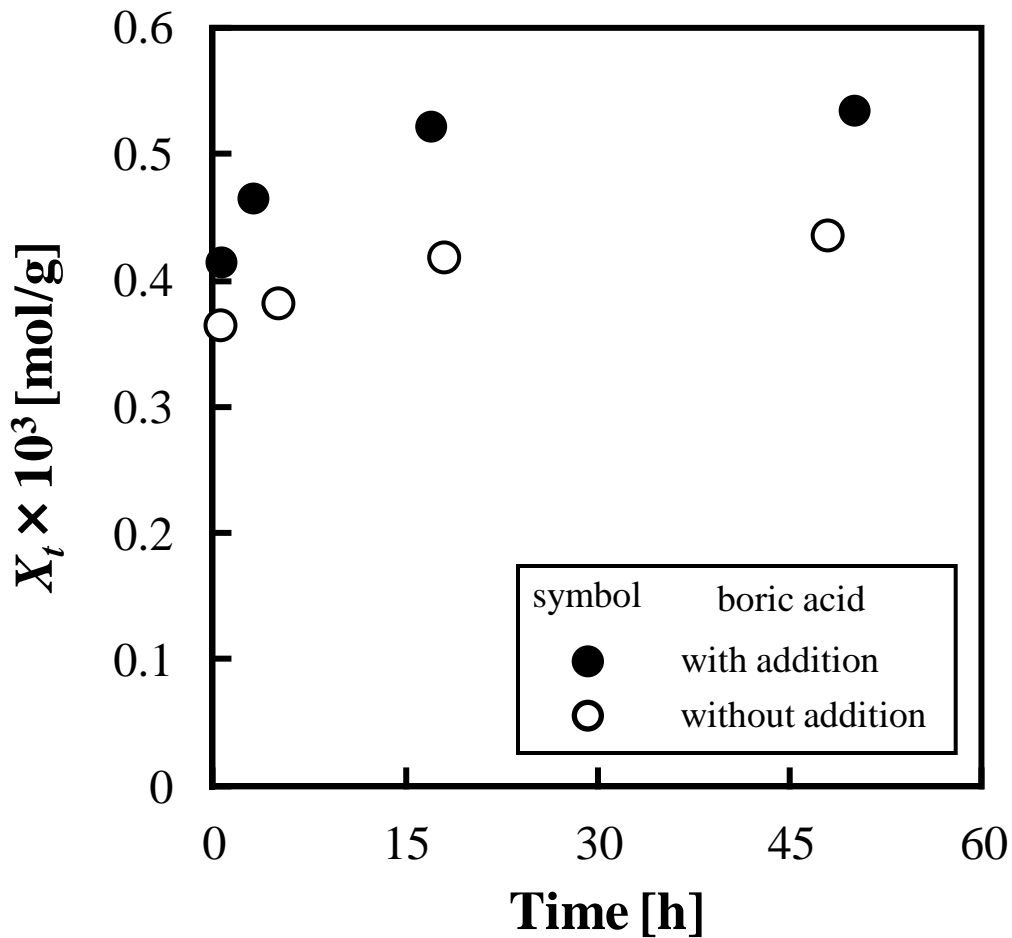 0.6
0.5
0.4
0.3
0.2
0.1
0
X_t × 10³ [mol/g]
symbol boric acid
with addition
without addition
0 15 30 45 60
Time [h]